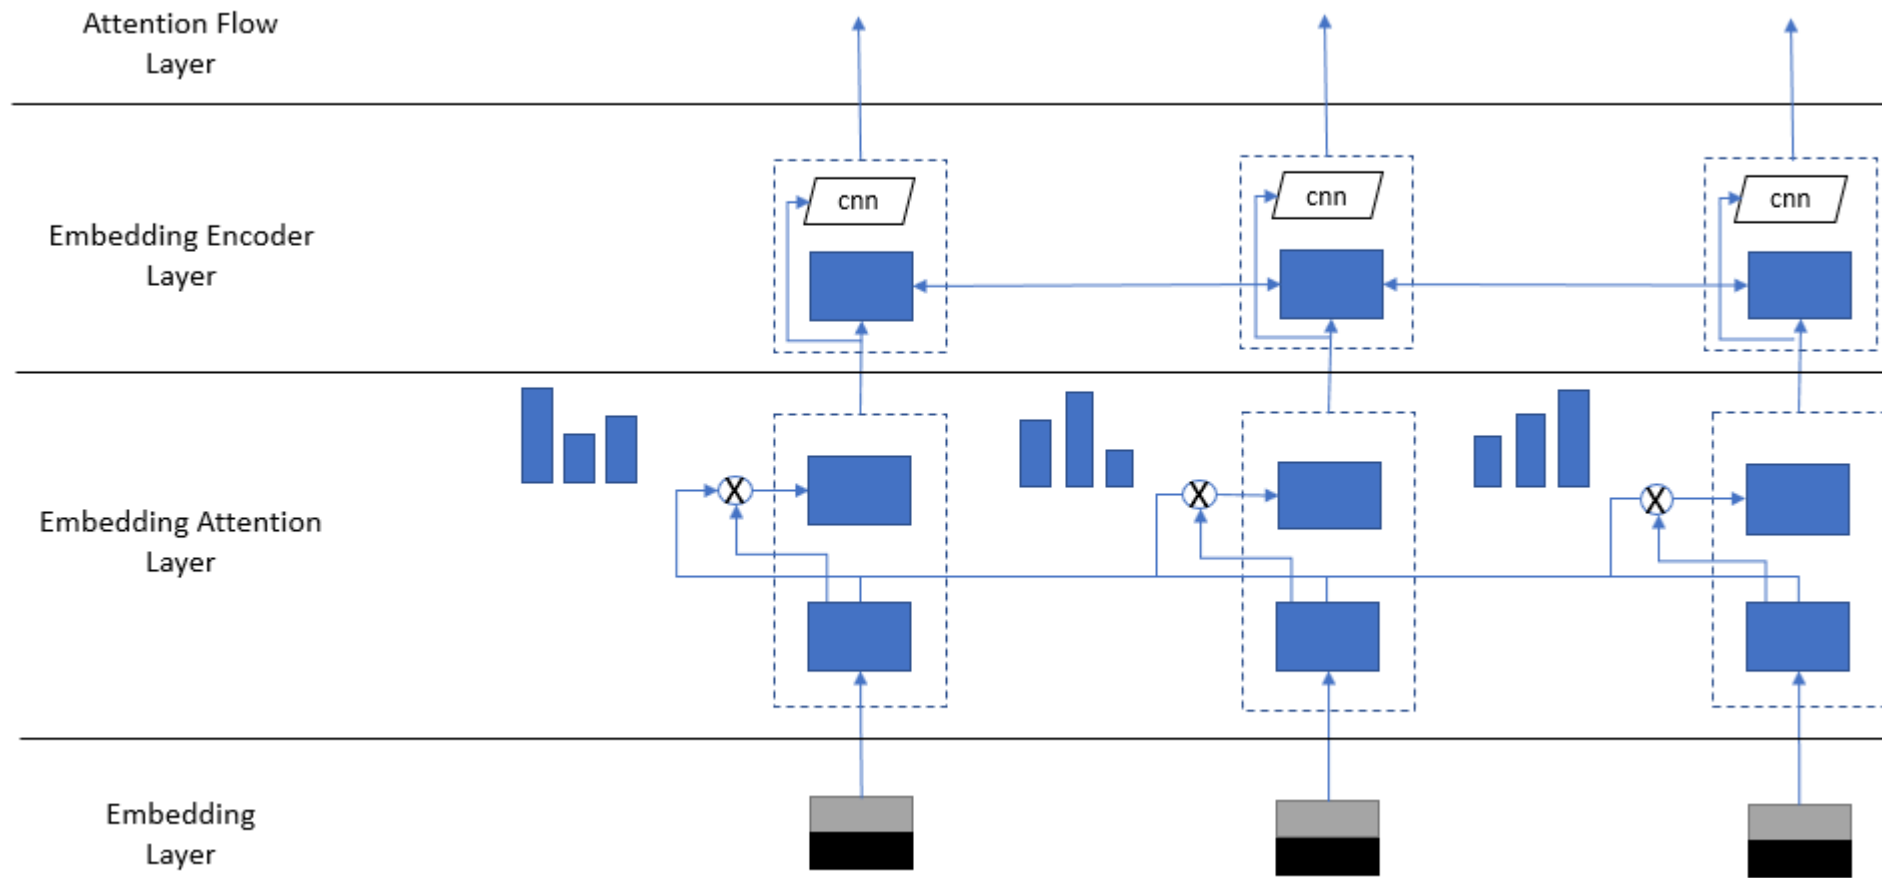 Attention Flow
Layer
cnn
cnn
cnn
Embedding Encoder
Layer
X
X
X
Embedding Attention
Layer
Embedding
Layer